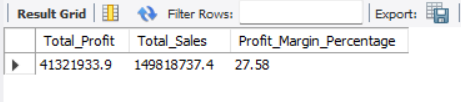 Result Grid Filter Rows: Export:
Total_Profit Total_Sales Profit_Margin_Percentage
41321933.9 149818737.4 27.58